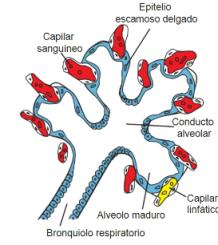 Epitelio
escamoso delgado
Capilar
sanguineo
Conducto
alveolar
Capilar
linfático
Alveolo maduro
Bronquiolo respiratorio